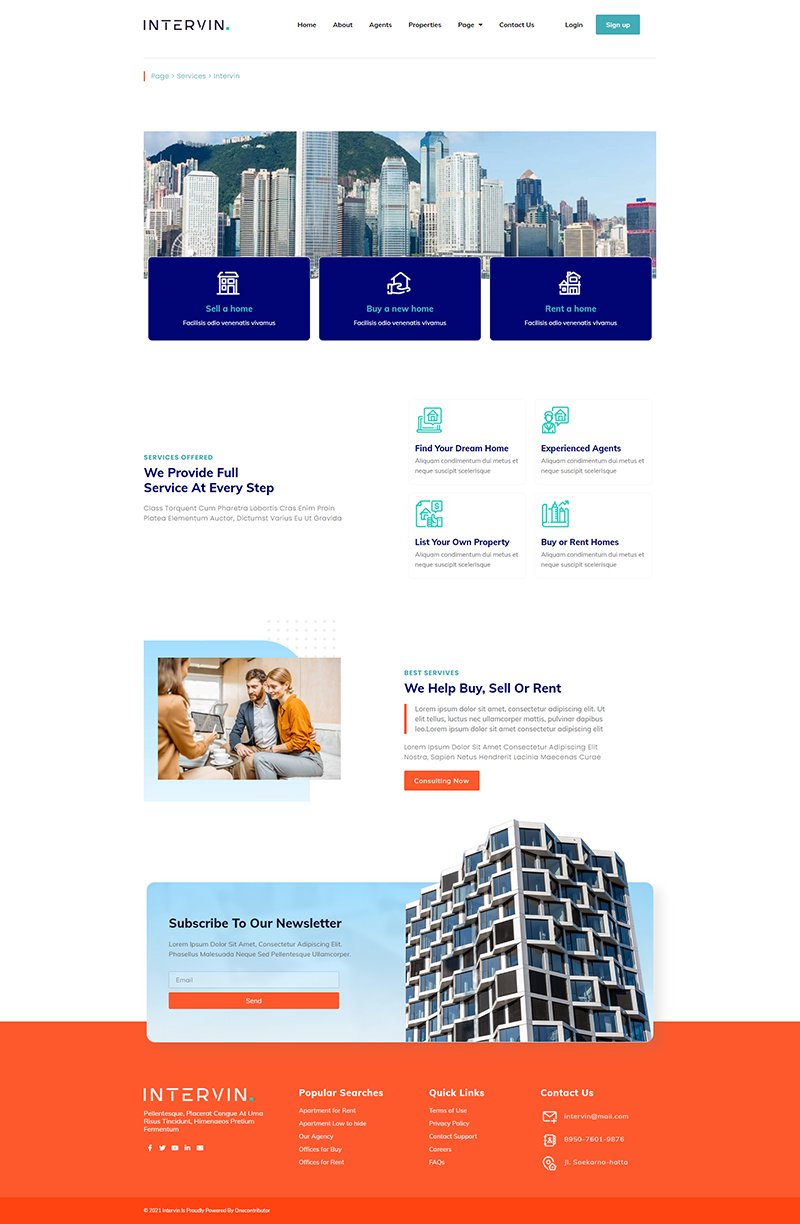 INTERVIN.
Home About Agents Properties Page Contact Us Login Sign up
Page > Services > Intervin
Sell a home
Facilisis odio venenatis vivamus
Buy a new home
Facilisis odio venenatis vivamus
Rent a home
Facilisis odio venenatis vivamus
SERVICES OFFERED
We Provide Full
Service At Every Step
Class Torquent Cum Pharetra Lobortis Cras Enim Proin
Platea Elementum Auctor, Dictumst Varius Eu Ut Gravida
Find Your Dream Home
Aliquam condimentum dui metus et
neque suscipit scelerisque
Experienced Agents
Aliquam condimentum dui metus et
neque suscipit scelerisque
List Your Own Property
Aliquam condimentum dui metus et
neque suscipit scelerisque
Buy or Rent Homes
Aliquam condimentum dui metus et
neque suscipit scelerisque
BEST SERVIVES
We Help Buy, Sell Or Rent
Lorem ipsum dolor sit amet, consectetur adipiscing elit. Ut
elit tellus, luctus nec ullamcorper mattis, pulvinar dapibus
leo.Lorem ipsum dolor sit amet consectetur adipiscing elit
Lorem Ipsum Dolor Sit Amet Consectetur Adipiscing Elit
Nostra, Sapien Netus Hendrerit Lacinia Maecenas Curae
Consulting Now
Subscribe To Our Newsletter
Lorem Ipsum Dolor Sit Amet, Consectetur Adipiscing Elit.
Phasellus Malesuada Neque Sed Pellentesque Ullamcorper.
Email
Send
INTERVIN.
Pellentesque, Placerat Congue At Urna
Risus Tincidunt, Himenaeos Pretium
Fermentum
Popular Searches
Apartment for Rent
Apartment Low to hide
Our Agency
Offices for Buy
Offices for Rent
Quick Links
Terms of Use
Privacy Policy
Contact Support
Careers
FAQs
Contact Us
intervin@mail.com
8950-7601-9876
Jl. Soekarno-hatta
© 2021 Intervin Is Proudly Powered By Onecontributor